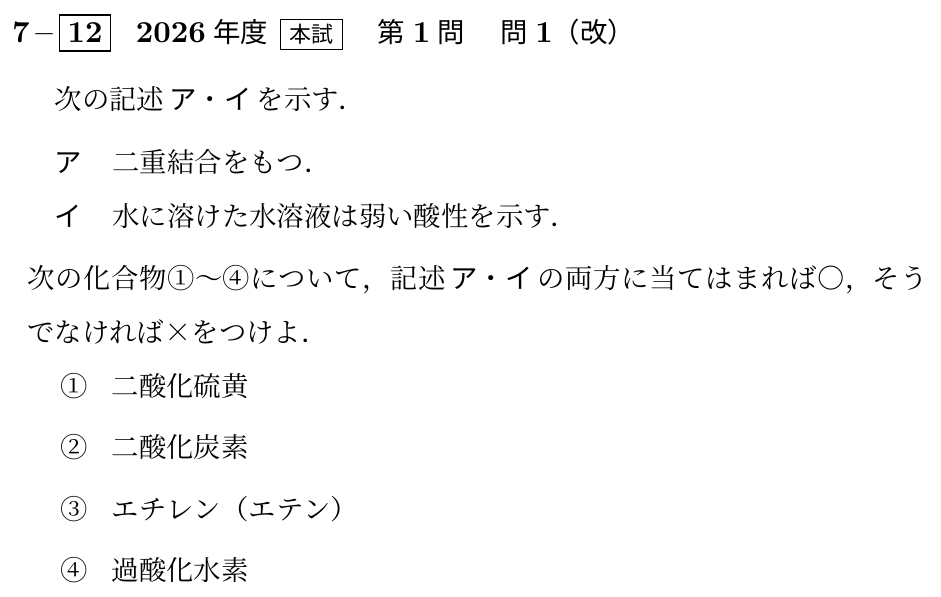 7－12 2026 年度 本試 第 1 問 問 1（改）
次の記述 ア・イ を示す．
ア 二重結合をもつ．
イ 水に溶けた水溶液は弱い酸性を示す．
次の化合物①～④について，記述 ア・イ の両方に当てはまれば○，そう
でなければ×をつけよ．
① 二酸化硫黄
② 二酸化炭素
③ エチレン（エテン）
④ 過酸化水素